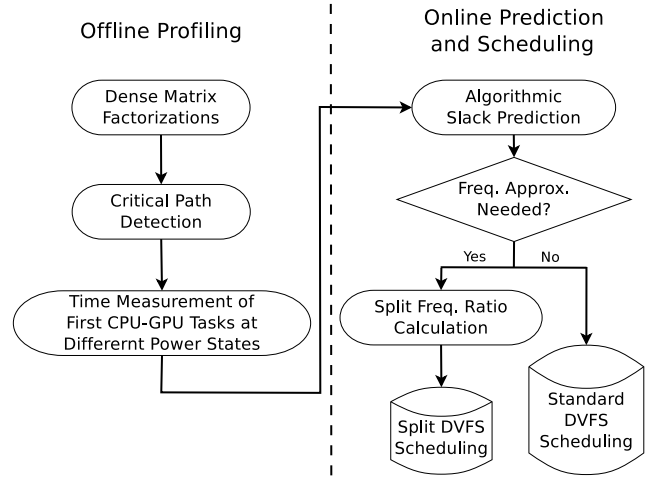 Offline Profiling
Dense Matrix
Factorizations
Critical Path
Detection
Time Measurement of
First CPU-GPU Tasks at
Differernt Power States
Online Prediction
and Scheduling
Algorithmic
Slack Prediction
Freq. Approx.
Needed?
Yes
No
Split Freq. Ratio
Calculation
Split DVFS
Scheduling
Standard
DVFS
Scheduling